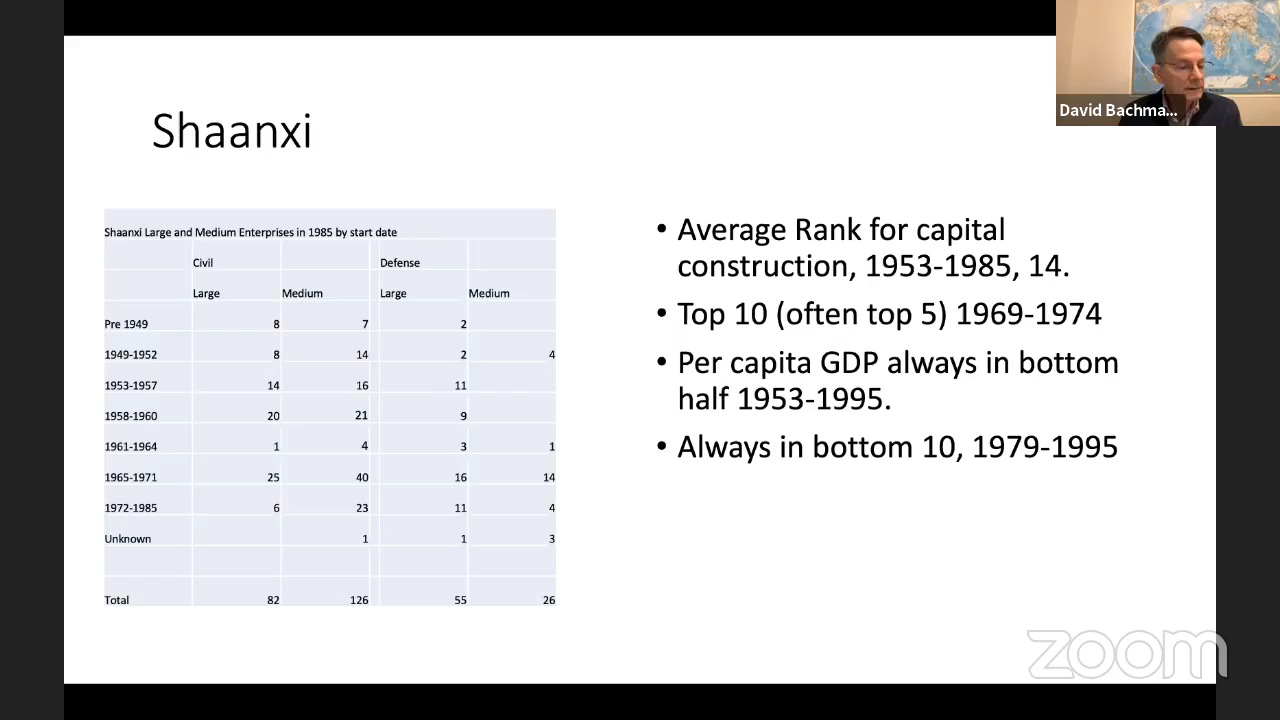 David Bachma...
Shaanxi
Shaanxi Large and Medium Enterprises in 1985 by start date
Civil Defense
Large Medium Large Medium
Pre 1949 8 7 2
1949-1952 8 14 2 4
1953-1957 14 16 11
1958-1960 20 21 9
1961-1964 1 4 3 1
1965-1971 25 40 16 14
1972-1985 6 23 11 4
Unknown 1 1 3
Total 82 126 55 26
• Average Rank for capital
construction, 1953-1985, 14.
• Top 10 (often top 5) 1969-1974
• Per capita GDP always in bottom
half 1953-1995.
• Always in bottom 10, 1979-1995
zoom